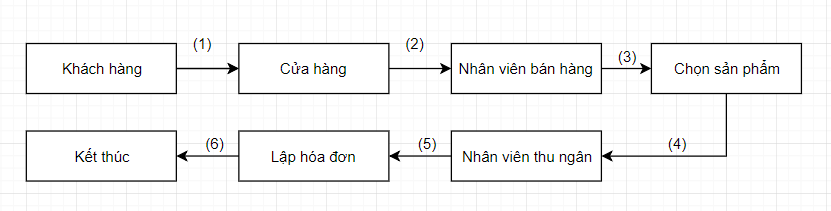 (1)
(2)
(3)
Khách hàng
Cửa hàng
Nhân viên bán hàng
Chọn sản phẩm
(6)
(5)
(4)
Kết thúc
Lập hóa đơn
Nhân viên thu ngân